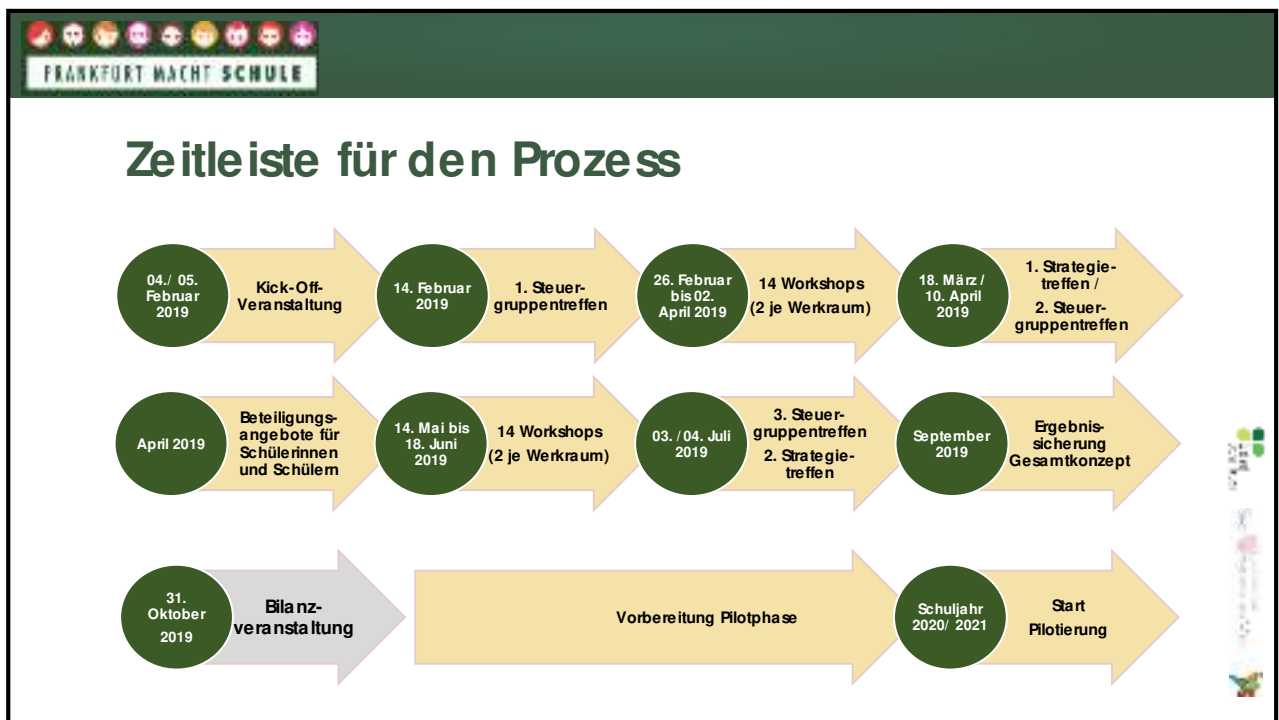 FRANKFURT MACHT SCHULE
Zeitleiste für den Prozess
04./ 05.
Februar
2019
Kick-Off-
Veranstaltung
14. Februar
2019
1. Steuer-
gruppentreffen
26. Februar
bis 02.
April 2019
14 Workshops
(2 je Werkraum)
18. März /
10. April
2019
1. Strategie-
treffen /
2. Steuer-
gruppentreffen
April 2019
Beteiligungs-
angebote für
Schülerinnen
und Schülern
14. Mai bis
18. Juni
2019
14 Workshops
(2 je Werkraum)
03. / 04. Juli
2019
3. Steuer-
gruppentreffen
2. Strategie-
treffen
September
2019
Ergebnis-
sicherung
Gesamtkonzept
31.
Oktober
2019
Bilanz-
veranstaltung
Vorbereitung Pilotphase
Schuljahr
2020/ 2021
Start
Pilotierung